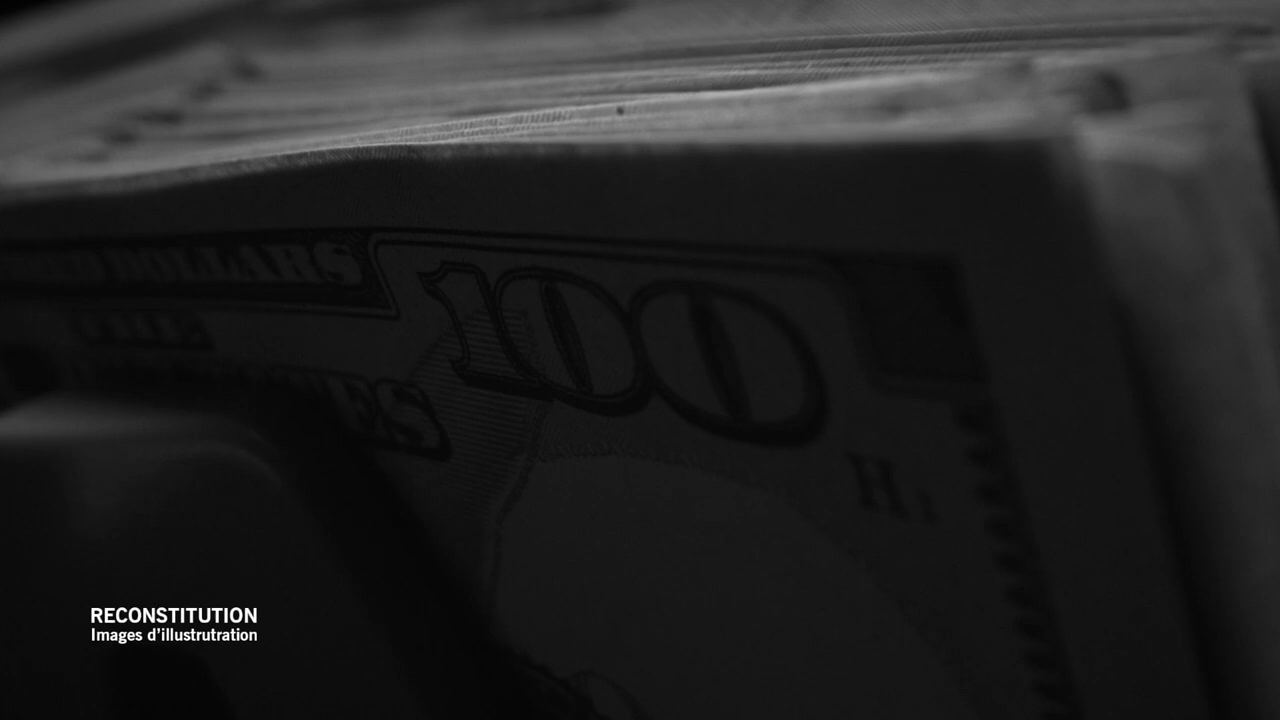 DOLLARS
100
H
RECONSTITUTION
Images d’illustrutration